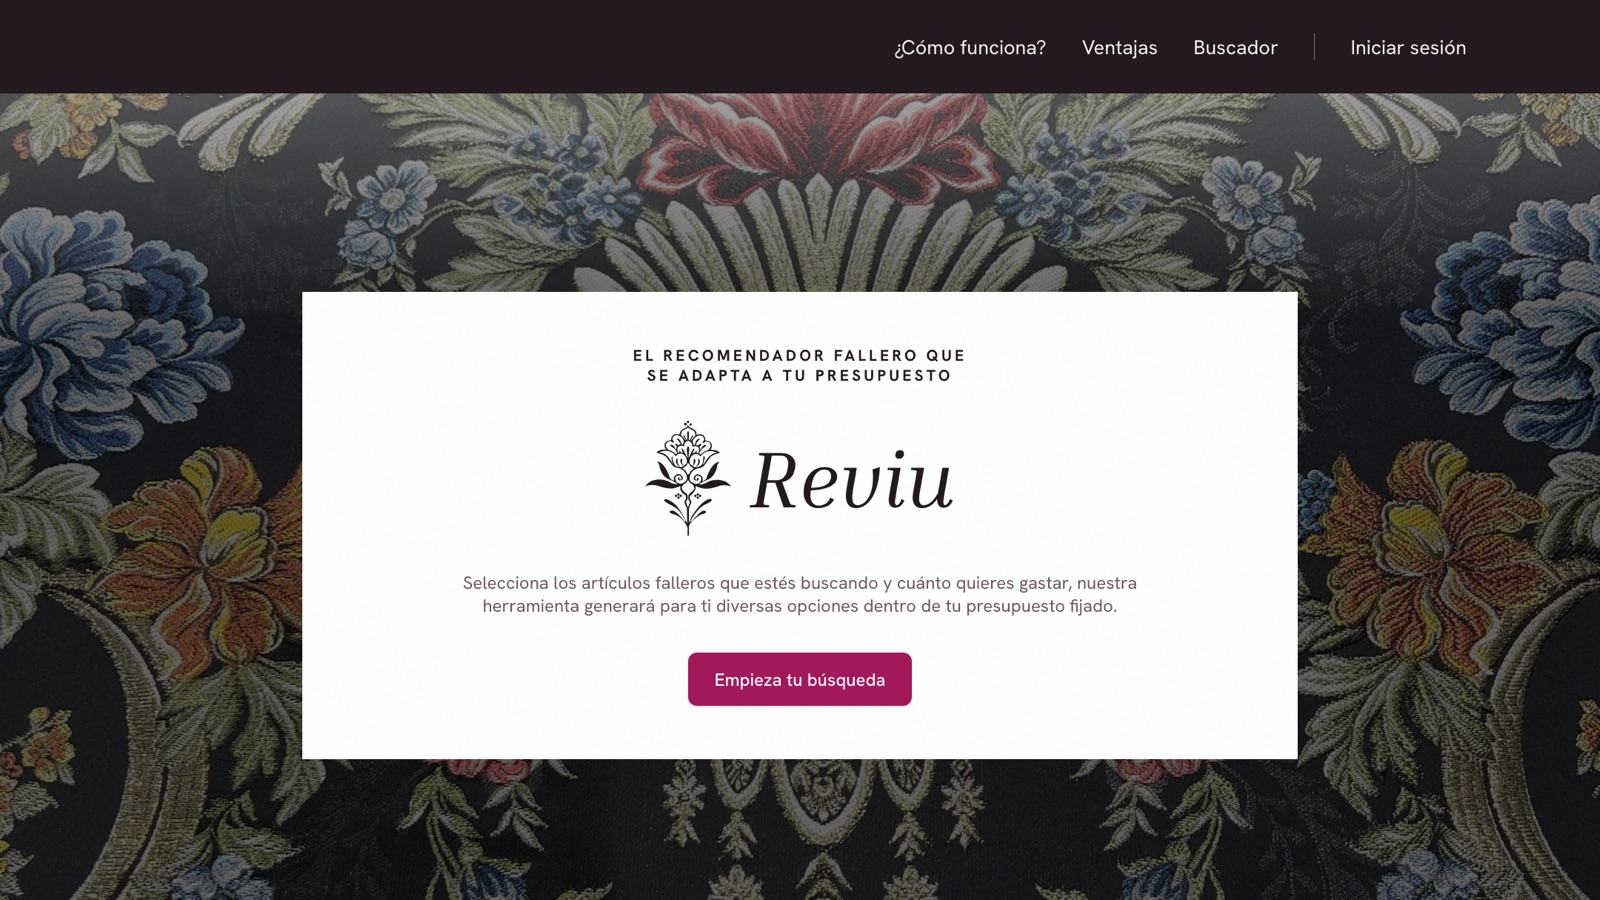 ¿Cómo funciona? Ventajas Buscador Iniciar sesión
EL RECOMENDADOR FALLERO QUE
SE ADAPTA A TU PRESUPUESTO
Reviu
Selecciona los artículos falleros que estés buscando y cuánto quieres gastar, nuestra
herramienta generará para ti diversas opciones dentro de tu presupuesto fijado.
Empieza tu búsqueda